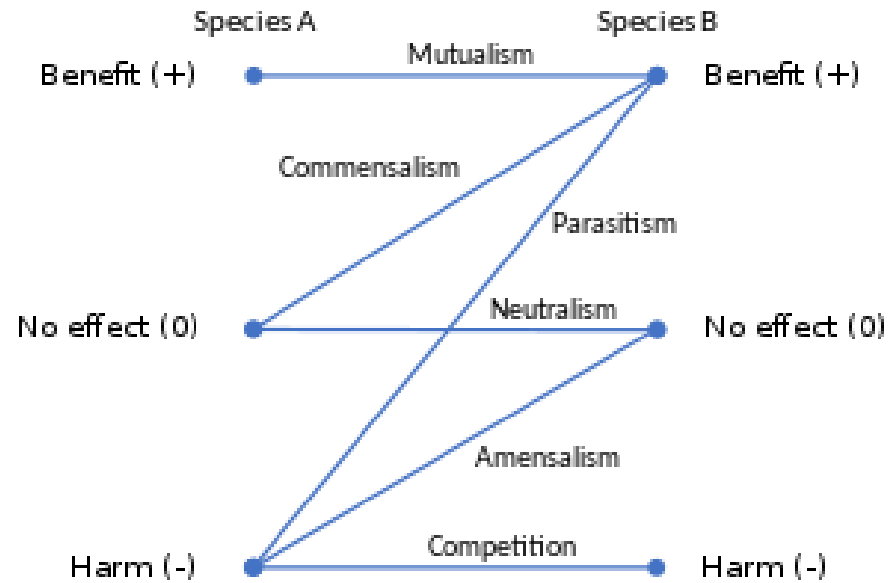 Species A Species B
Mutualism
Benefit (+) Benefit (+)
Commensalism
Parasitism
Neutralism
No effect (0) No effect (0)
Amensalism
Competition
Harm (-) Harm (-)